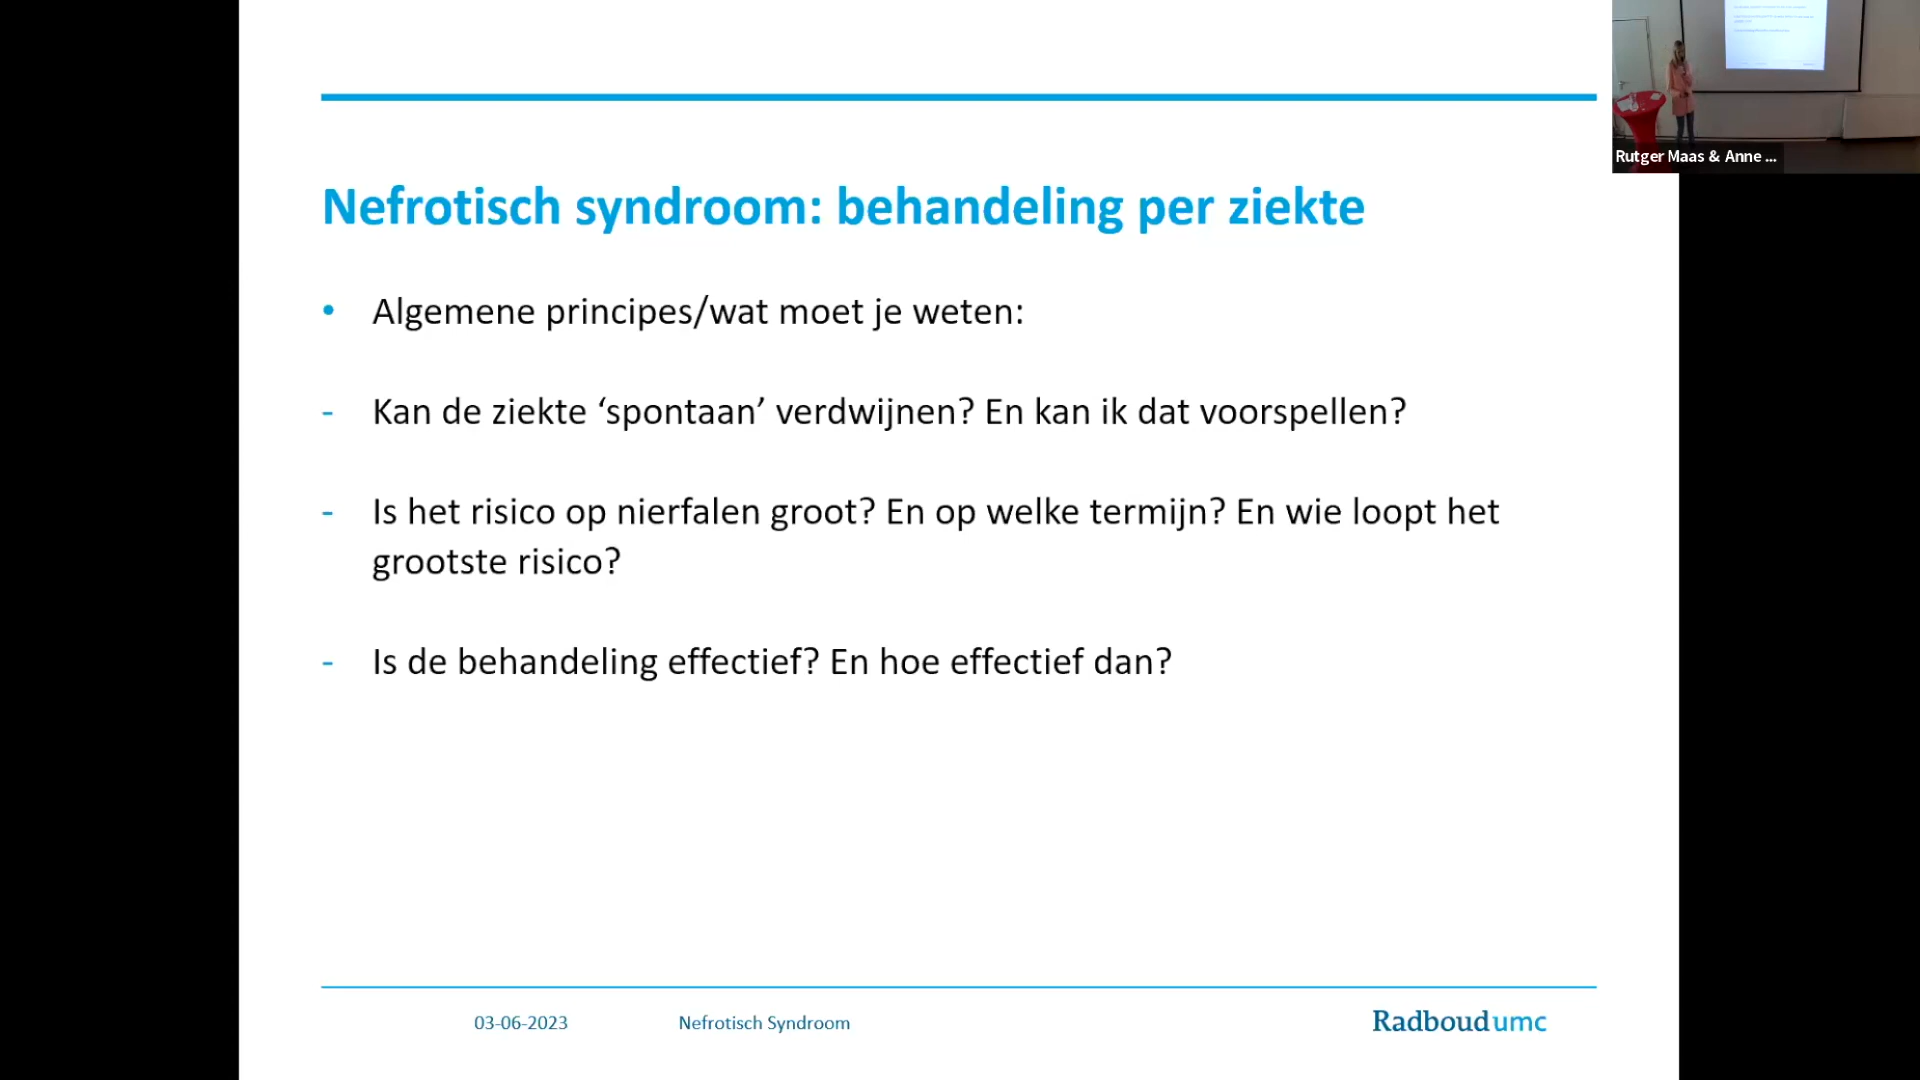 Rutger Maas & Anne ...
Nefrotisch syndroom: behandeling per ziekte
• Algemene principes/wat moet je weten:
- Kan de ziekte ‘spontaan’ verdwijnen? En kan ik dat voorspellen?
- Is het risico op nierfalen groot? En op welke termijn? En wie loopt het
grootste risico?
- Is de behandeling effectief? En hoe effectief dan?
03-06-2023
Nefrotisch Syndroom
Radboudumc